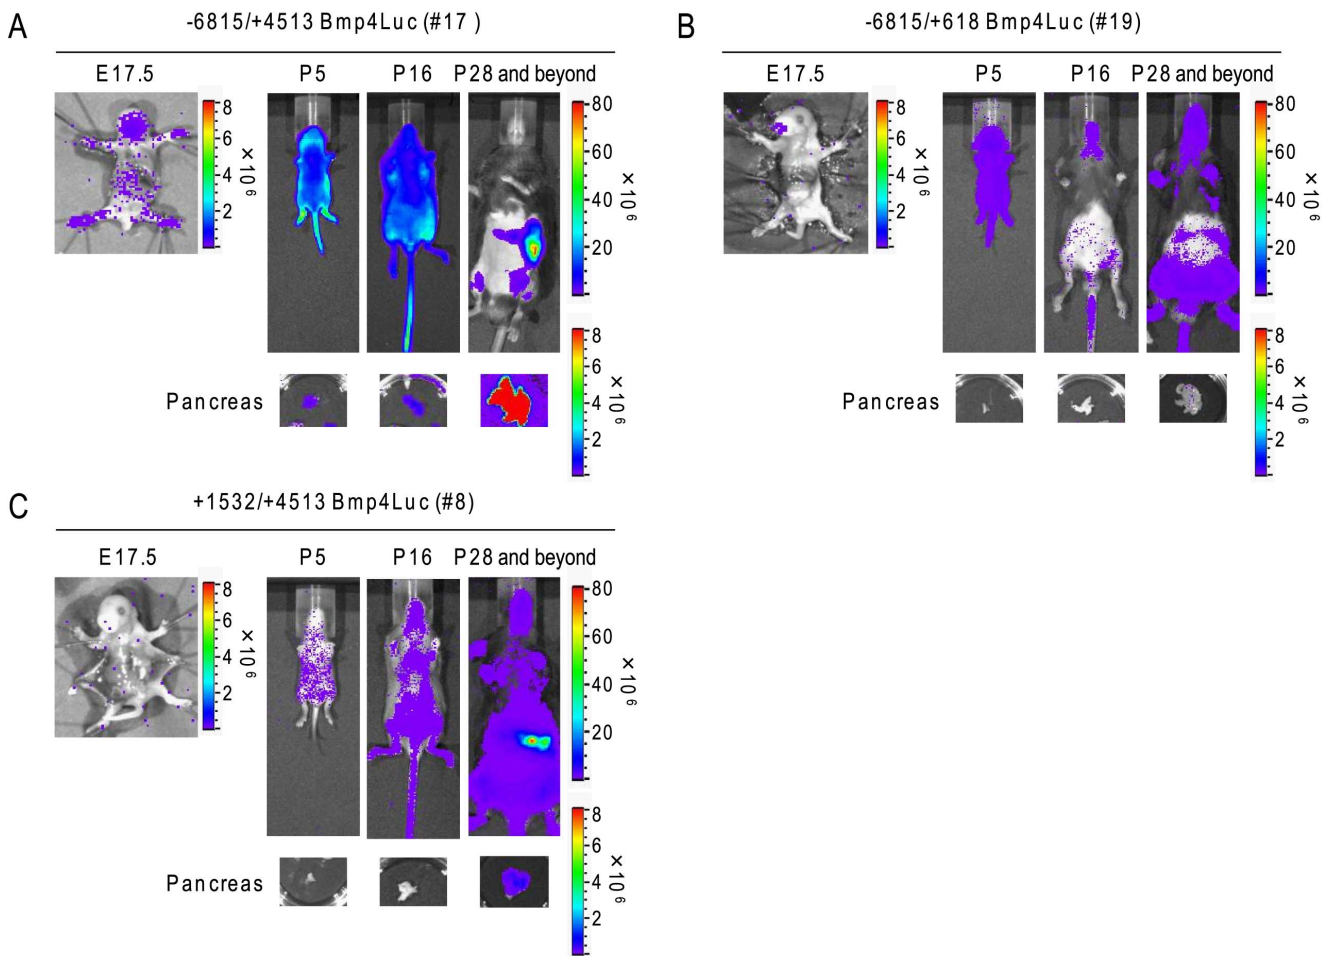 A
-6815/+4513 Bmp4Luc (#17 )
E17.5
P5
P16
P28 and beyond
8
6
4
2
× 10⁶
80
60
40
20
× 10⁶
Pancreas
8
6
4
2
× 10⁶
B
-6815/+618 Bmp4Luc (#19)
E17.5
P5
P16
P28 and beyond
8
6
4
2
× 10⁶
80
60
40
20
× 10⁶
Pancreas
8
6
4
2
× 10⁶
C
+1532/+4513 Bmp4Luc (#8)
E17.5
P5
P16
P28 and beyond
8
6
4
2
× 10⁶
80
60
40
20
× 10⁶
Pancreas
8
6
4
2
× 10⁶